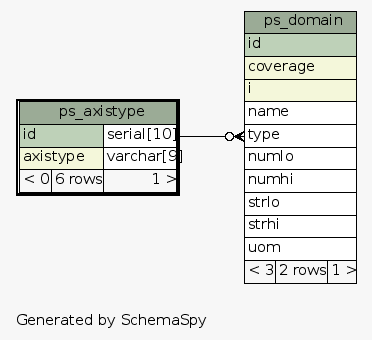 ps_axistype
id serial[10]
axistype varchar[9]
< 0 6 rows 1 >
ps_domain
id
coverage
i
name
type
numlo
numhi
strlo
strhi
uom
< 3 2 rows 1 >
Generated by SchemaSpy